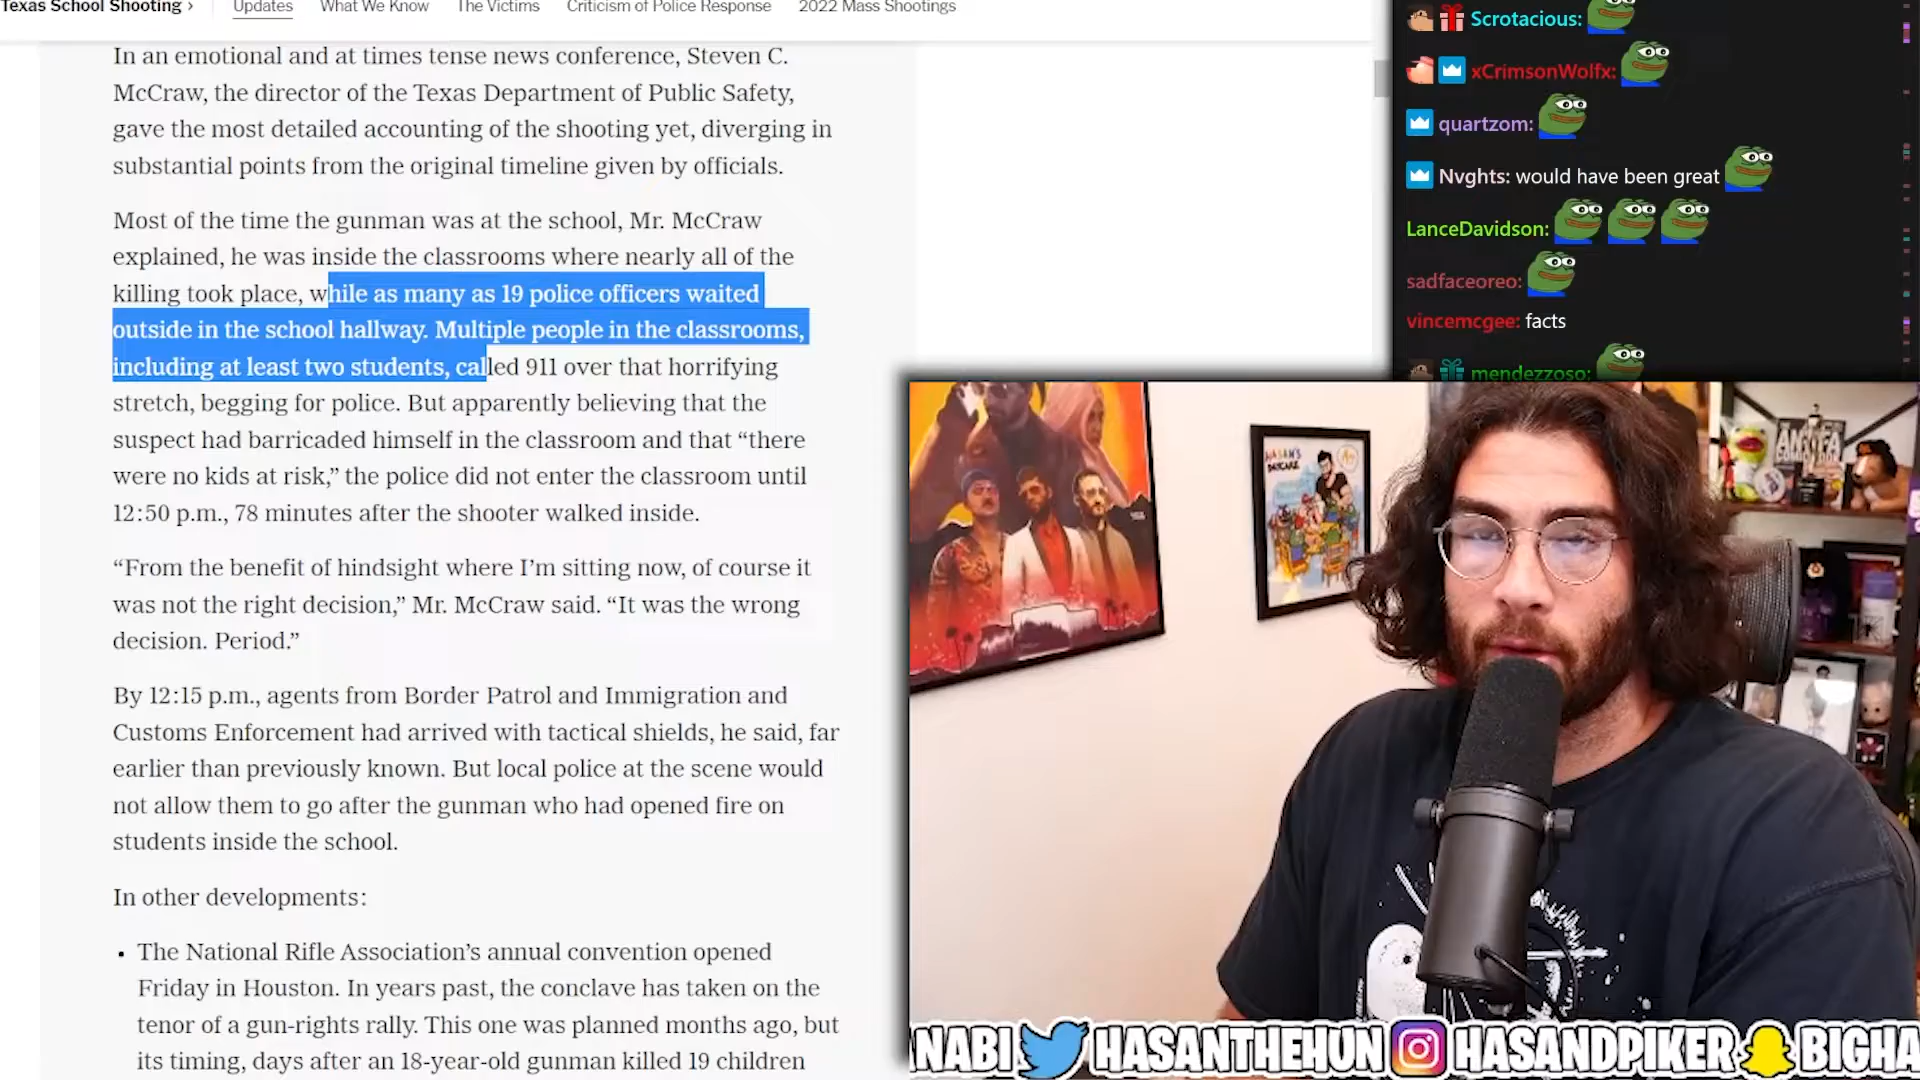 Texas School Shooting ›
Updates
What We Know
The Victims
Criticism of Police Response
2022 Mass Shootings
In an emotional and at times tense news conference, Steven C.
McCraw, the director of the Texas Department of Public Safety,
gave the most detailed accounting of the shooting yet, diverging in
substantial points from the original timeline given by officials.
Most of the time the gunman was at the school, Mr. McCraw
explained, he was inside the classrooms where nearly all of the
killing took place, while as many as 19 police officers waited
outside in the school hallway. Multiple people in the classrooms,
including at least two students, called 911 over that horrifying
stretch, begging for police. But apparently believing that the
suspect had barricaded himself in the classroom and that “there
were no kids at risk,” the police did not enter the classroom until
12:50 p.m., 78 minutes after the shooter walked inside.
“From the benefit of hindsight where I’m sitting now, of course it
was not the right decision,” Mr. McCraw said. “It was the wrong
decision. Period.”
By 12:15 p.m., agents from Border Patrol and Immigration and
Customs Enforcement had arrived with tactical shields, he said, far
earlier than previously known. But local police at the scene would
not allow them to go after the gunman who had opened fire on
students inside the school.
In other developments:
• The National Rifle Association’s annual convention opened
Friday in Houston. In years past, the conclave has taken on the
tenor of a gun-rights rally. This one was planned months ago, but
its timing, days after an 18-year-old gunman killed 19 children
Scrotacious:
xCrimsonWolfx:
quartzom:
Nvghts: would have been great
LanceDavidson:
sadfaceoreo:
vincemcgee: facts
mendezzoso:
HASAN'S
DAYCARE
A+
NABI HASANTHEHUN HASANDPIKER BIGHA